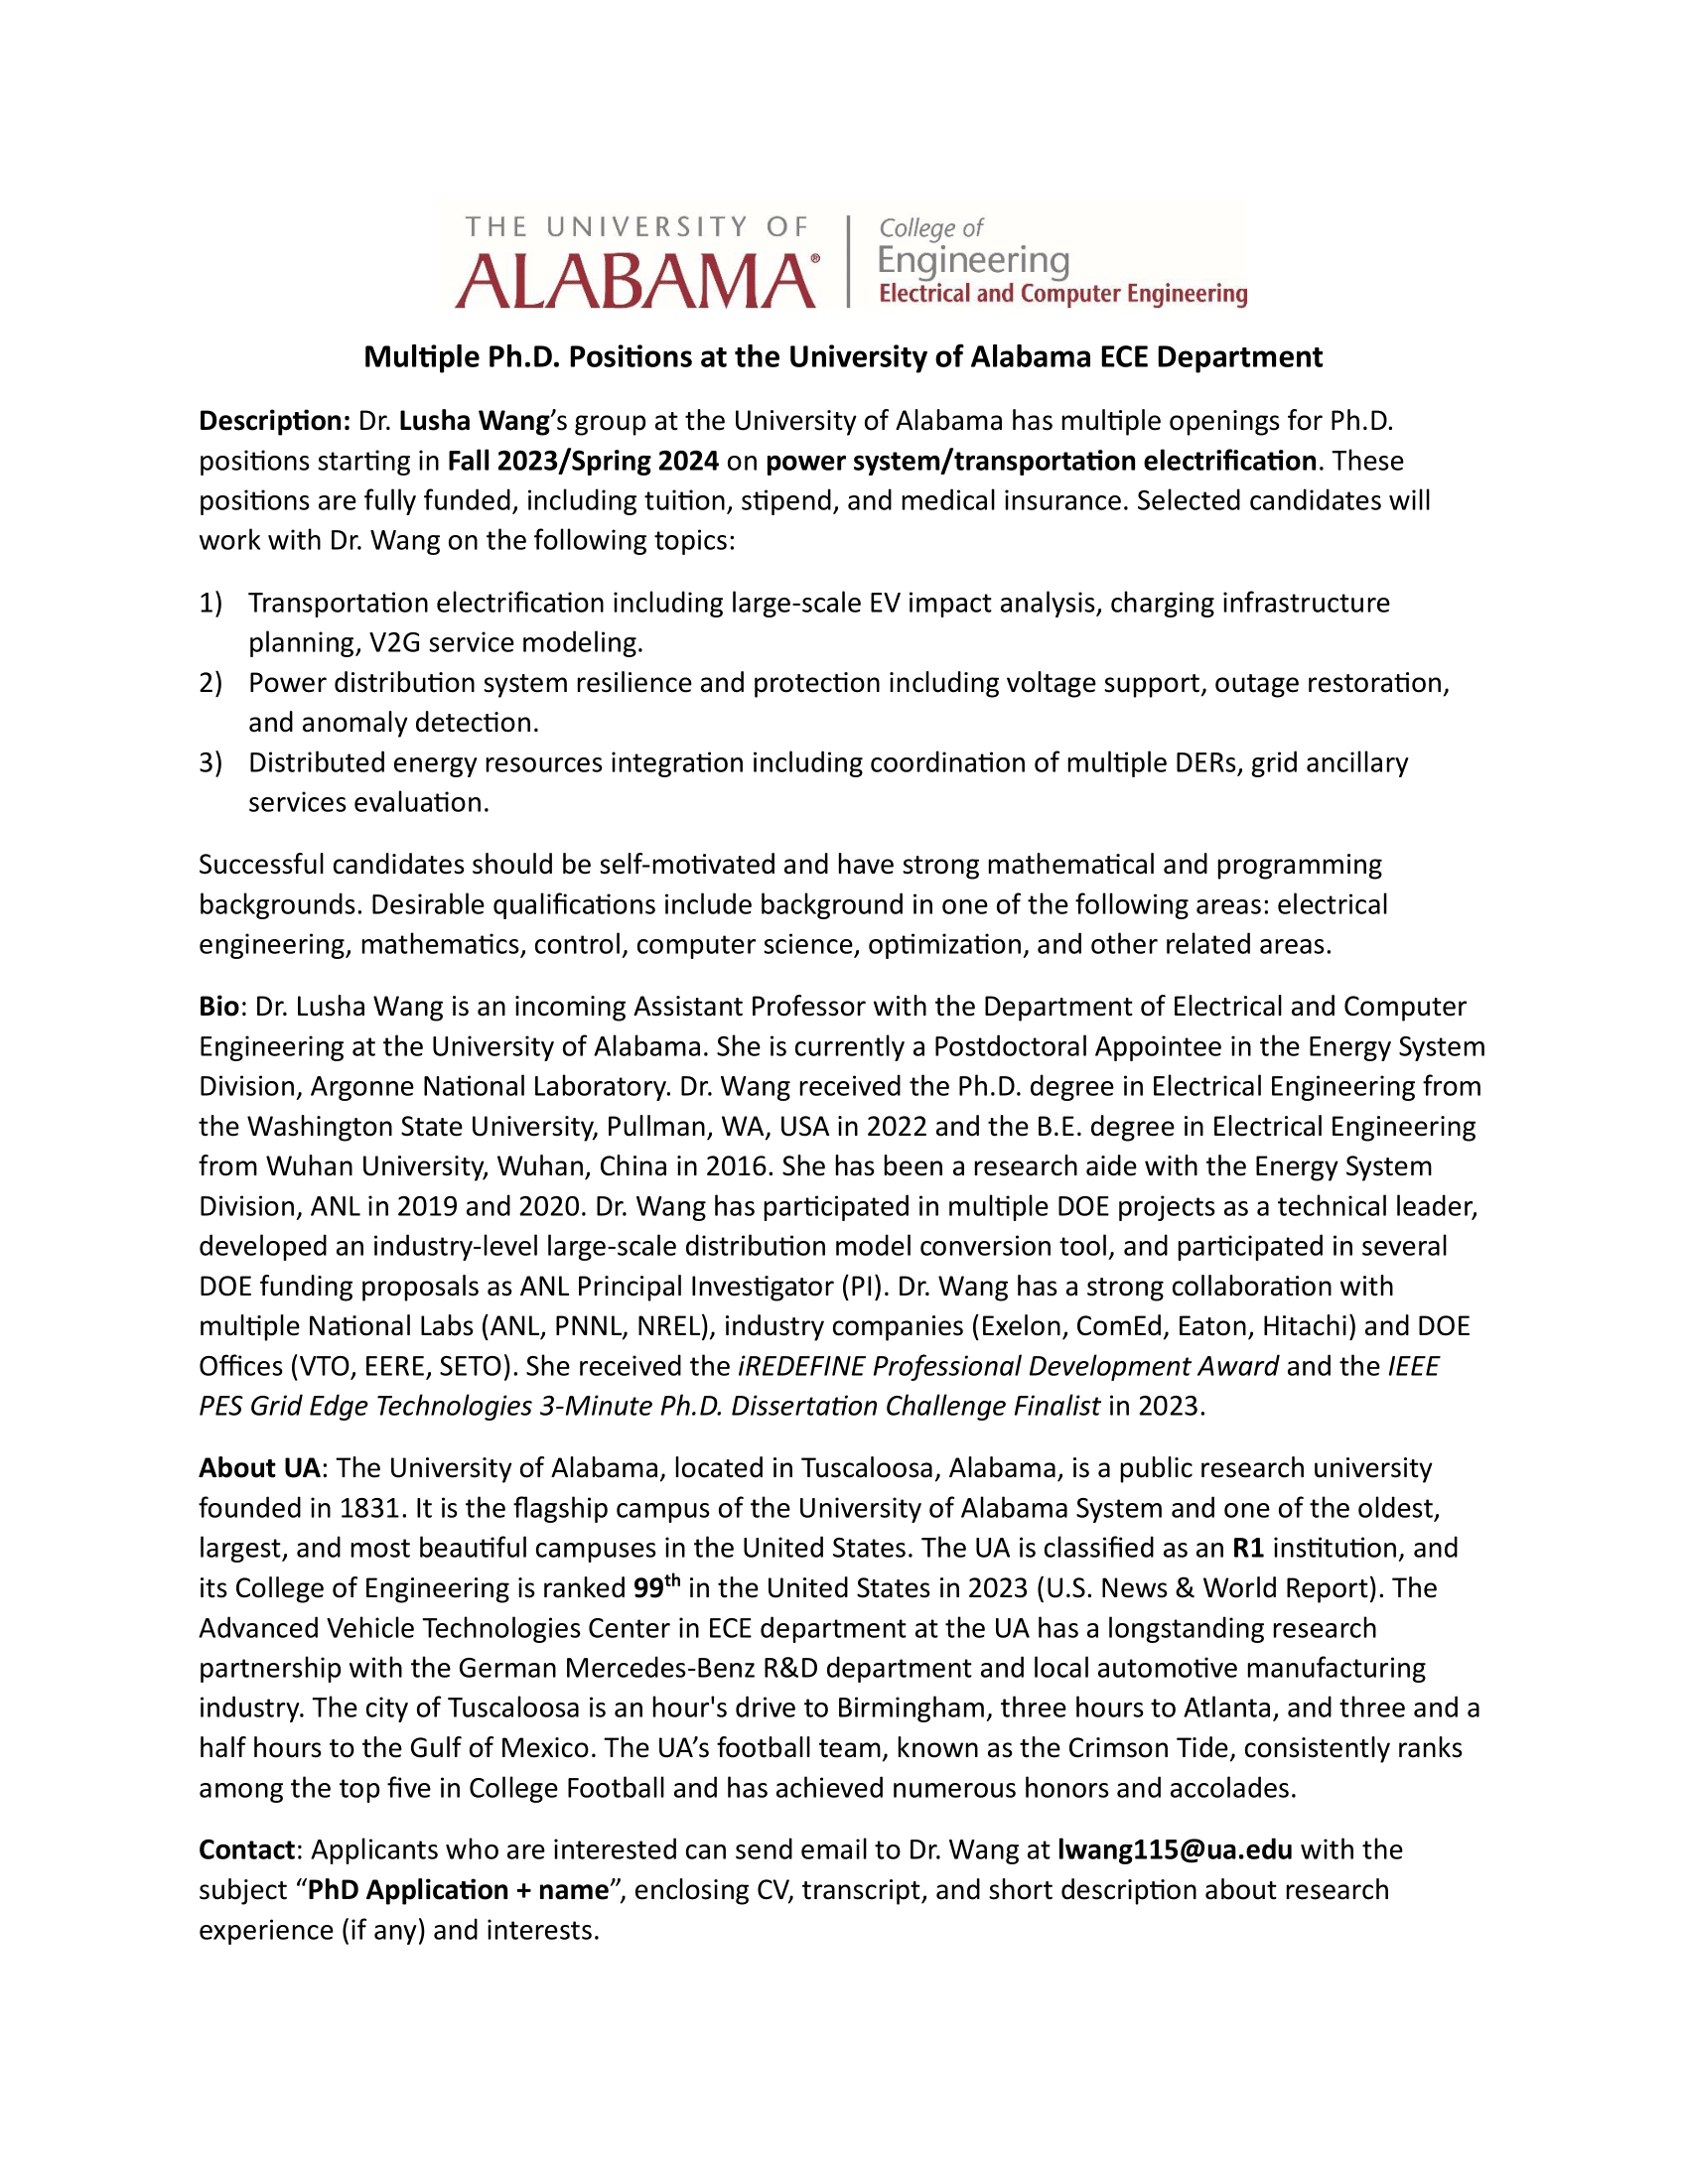 THE UNIVERSITY OF
ALABAMA®
College of
Engineering
Electrical and Computer Engineering
Multiple Ph.D. Positions at the University of Alabama ECE Department
Description: Dr. Lusha Wang’s group at the University of Alabama has multiple openings for Ph.D.
positions starting in Fall 2023/Spring 2024 on power system/transportation electrification. These
positions are fully funded, including tuition, stipend, and medical insurance. Selected candidates will
work with Dr. Wang on the following topics:
1) Transportation electrification including large-scale EV impact analysis, charging infrastructure
planning, V2G service modeling.
2) Power distribution system resilience and protection including voltage support, outage restoration,
and anomaly detection.
3) Distributed energy resources integration including coordination of multiple DERs, grid ancillary
services evaluation.
Successful candidates should be self-motivated and have strong mathematical and programming
backgrounds. Desirable qualifications include background in one of the following areas: electrical
engineering, mathematics, control, computer science, optimization, and other related areas.
Bio: Dr. Lusha Wang is an incoming Assistant Professor with the Department of Electrical and Computer
Engineering at the University of Alabama. She is currently a Postdoctoral Appointee in the Energy System
Division, Argonne National Laboratory. Dr. Wang received the Ph.D. degree in Electrical Engineering from
the Washington State University, Pullman, WA, USA in 2022 and the B.E. degree in Electrical Engineering
from Wuhan University, Wuhan, China in 2016. She has been a research aide with the Energy System
Division, ANL in 2019 and 2020. Dr. Wang has participated in multiple DOE projects as a technical leader,
developed an industry-level large-scale distribution model conversion tool, and participated in several
DOE funding proposals as ANL Principal Investigator (PI). Dr. Wang has a strong collaboration with
multiple National Labs (ANL, PNNL, NREL), industry companies (Exelon, ComEd, Eaton, Hitachi) and DOE
Offices (VTO, EERE, SETO). She received the iREDEFINE Professional Development Award and the IEEE
PES Grid Edge Technologies 3-Minute Ph.D. Dissertation Challenge Finalist in 2023.
About UA: The University of Alabama, located in Tuscaloosa, Alabama, is a public research university
founded in 1831. It is the flagship campus of the University of Alabama System and one of the oldest,
largest, and most beautiful campuses in the United States. The UA is classified as an R1 institution, and
its College of Engineering is ranked 99th in the United States in 2023 (U.S. News & World Report). The
Advanced Vehicle Technologies Center in ECE department at the UA has a longstanding research
partnership with the German Mercedes-Benz R&D department and local automotive manufacturing
industry. The city of Tuscaloosa is an hour's drive to Birmingham, three hours to Atlanta, and three and a
half hours to the Gulf of Mexico. The UA’s football team, known as the Crimson Tide, consistently ranks
among the top five in College Football and has achieved numerous honors and accolades.
Contact: Applicants who are interested can send email to Dr. Wang at lwang115@ua.edu with the
subject “PhD Application + name”, enclosing CV, transcript, and short description about research
experience (if any) and interests.